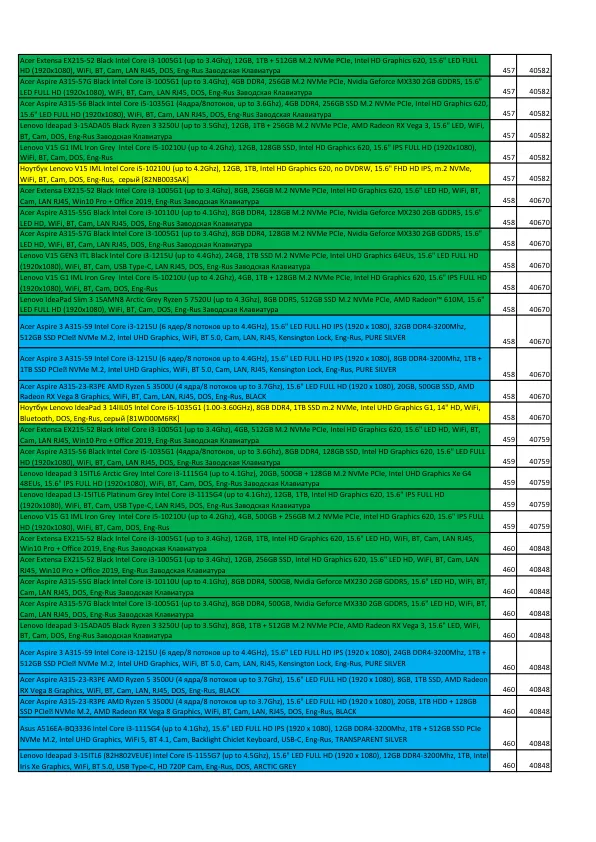 Acer Extensa EX215-52 Black Intel Core i3-1005G1 (up to 3.4Ghz), 12GB, 1TB + 512GB M.2 NVMe PCIe, Intel HD Graphics 620, 15.6" LED FULL
HD (1920x1080), WiFi, BT, Cam, LAN RJ45, DOS, Eng-Rus Заводская Клавиатура 457 40582
Acer Aspire A315-57G Black Intel Core i3-1005G1 (up to 3.4Ghz), 4GB DDR4, 256GB M.2 NVMe PCIe, Nvidia Geforce MX330 2GB GDDR5, 15.6"
LED FULL HD (1920x1080), WiFi, BT, Cam, LAN RJ45, DOS, Eng-Rus Заводская Клавиатура 457 40582
Acer Aspire A315-56 Black Intel Core i5-1035G1 (4ядра/8потоков, up to 3.6Ghz), 4GB DDR4, 256GB SSD M.2 NVMe PCIe, Intel HD Graphics 620,
15.6" LED FULL HD (1920x1080), WiFi, BT, Cam, LAN RJ45, DOS, Eng-Rus Заводская Клавиатура 457 40582
Lenovo Ideapad 3-15ADA05 Black Ryzen 3 3250U (up to 3.5Ghz), 12GB, 1TB + 256GB M.2 NVMe PCIe, AMD Radeon RX Vega 3, 15.6" LED, WiFi,
BT, Cam, DOS, Eng-Rus Заводская Клавиатура 457 40582
Lenovo V15 G1 IML Iron Grey Intel Core i5-10210U (up to 4.2Ghz), 12GB, 128GB SSD, Intel HD Graphics 620, 15.6" IPS FULL HD (1920x1080),
WiFi, BT, Cam, DOS, Eng-Rus 457 40582
Ноутбук Lenovo V15 IML Intel Core i5-10210U (up to 4.2GHz), 12GB, 1TB, Intel HD Graphics 620, no DVDRW, 15.6" FHD HD IPS, m.2 NVMe,
WiFi, BT, Cam, DOS, Eng-Rus, серый [82NB003SAK] 457 40582
Acer Extensa EX215-52 Black Intel Core i3-1005G1 (up to 3.4Ghz), 8GB, 256GB M.2 NVMe PCIe, Intel HD Graphics 620, 15.6" LED HD, WiFi, BT,
Cam, LAN RJ45, Win10 Pro + Office 2019, Eng-Rus Заводская Клавиатура 458 40670
Acer Aspire A315-55G Black Intel Core i3-10110U (up to 4.1Ghz), 8GB DDR4, 128GB M.2 NVMe PCIe, Nvidia Geforce MX230 2GB GDDR5, 15.6"
LED HD, WiFi, BT, Cam, LAN RJ45, DOS, Eng-Rus Заводская Клавиатура 458 40670
Acer Aspire A315-57G Black Intel Core i3-1005G1 (up to 3.4Ghz), 8GB DDR4, 128GB M.2 NVMe PCIe, Nvidia Geforce MX330 2GB GDDR5, 15.6"
LED HD, WiFi, BT, Cam, LAN RJ45, DOS, Eng-Rus Заводская Клавиатура 458 40670
Lenovo V15 GEN3 ITL Black Intel Core i3-1215U (up to 4.4Ghz), 24GB, 1TB SSD M.2 NVMe PCIe, Intel UHD Graphics 64EUs, 15.6" LED FULL HD
(1920x1080), WiFi, BT, Cam, USB Type-C, LAN RJ45, DOS, Eng-Rus Заводская Клавиатура 458 40670
Lenovo V15 G1 IML Iron Grey Intel Core i5-10210U (up to 4.2Ghz), 4GB, 1TB + 128GB M.2 NVMe PCIe, Intel HD Graphics 620, 15.6" IPS FULL HD
(1920x1080), WiFi, BT, Cam, DOS, Eng-Rus 458 40670
Lenovo IdeaPad Slim 3 15AMN8 Arctic Grey Ryzen 5 7520U (up to 4.3Ghz), 8GB DDR5, 512GB SSD M.2 NVMe PCIe, AMD Radeon™ 610M, 15.6"
LED FULL HD (1920x1080), WiFi, BT, Cam, DOS, Eng-Rus Заводская Клавиатура 458 40670
Acer Aspire 3 A315-59 Intel Core i3-1215U (6 ядер/8 потоков up to 4.4GHz), 15.6" LED FULL HD IPS (1920 x 1080), 32GB DDR4-3200Mhz,
512GB SSD PCIeÑ NVMe M.2, Intel UHD Graphics, WiFi, BT 5.0, Cam, LAN, RJ45, Kensington Lock, Eng-Rus, PURE SILVER 458 40670
Acer Aspire 3 A315-59 Intel Core i3-1215U (6 ядер/8 потоков up to 4.4GHz), 15.6" LED FULL HD IPS (1920 x 1080), 8GB DDR4-3200Mhz, 1TB +
1TB SSD PCIeÑ NVMe M.2, Intel UHD Graphics, WiFi, BT 5.0, Cam, LAN, RJ45, Kensington Lock, Eng-Rus, PURE SILVER 458 40670
Acer Aspire A315-23-R3PE AMD Ryzen 5 3500U (4 ядра/8 потоков up to 3.7Ghz), 15.6" LED FULL HD (1920 x 1080), 20GB, 500GB SSD, AMD
Radeon RX Vega 8 Graphics, WiFi, BT, Cam, LAN, RJ45, DOS, Eng-Rus, BLACK 458 40670
Ноутбук Lenovo IdeaPad 3 14IIL05 Intel Core i5-1035G1 (1.00-3.60GHz), 8GB DDR4, 1TB SSD m.2 NVMe, Intel UHD Graphics G1, 14" HD, WiFi,
Bluetooth, DOS, Eng-Rus, серый [81WD00M6RK] 458 40670
Acer Extensa EX215-52 Black Intel Core i3-1005G1 (up to 3.4Ghz), 4GB, 512GB M.2 NVMe PCIe, Intel HD Graphics 620, 15.6" LED HD, WiFi, BT,
Cam, LAN RJ45, Win10 Pro + Office 2019, Eng-Rus Заводская Клавиатура 459 40759
Acer Aspire A315-56 Black Intel Core i5-1035G1 (4ядра/8потоков, up to 3.6Ghz), 8GB DDR4, 128GB SSD, Intel HD Graphics 620, 15.6" LED FULL
HD (1920x1080), WiFi, BT, Cam, LAN RJ45, DOS, Eng-Rus Заводская Клавиатура 459 40759
Lenovo Ideapad 3 15ITL6 Arctic Grey Intel Core i3-1115G4 (up to 4.1Ghz), 20GB, 500GB + 128GB M.2 NVMe PCIe, Intel UHD Graphics Xe G4
48EUs, 15.6" IPS FULL HD (1920x1080), WiFi, BT, Cam, DOS, Eng-Rus Заводская Клавиатура 459 40759
Lenovo Ideapad L3-15ITL6 Platinum Grey Intel Core i3-1115G4 (up to 4.1Ghz), 12GB, 1TB, Intel HD Graphics 620, 15.6" IPS FULL HD
(1920x1080), WiFi, BT, Cam, USB Type-C, LAN RJ45, DOS, Eng-Rus Заводская Клавиатура 459 40759
Lenovo V15 G1 IML Iron Grey Intel Core i5-10210U (up to 4.2Ghz), 4GB, 500GB + 256GB M.2 NVMe PCIe, Intel HD Graphics 620, 15.6" IPS FULL
HD (1920x1080), WiFi, BT, Cam, DOS, Eng-Rus 459 40759
Acer Extensa EX215-52 Black Intel Core i3-1005G1 (up to 3.4Ghz), 12GB, 1TB, Intel HD Graphics 620, 15.6" LED HD, WiFi, BT, Cam, LAN RJ45,
Win10 Pro + Office 2019, Eng-Rus Заводская Клавиатура 460 40848
Acer Extensa EX215-52 Black Intel Core i3-1005G1 (up to 3.4Ghz), 12GB, 256GB SSD, Intel HD Graphics 620, 15.6" LED HD, WiFi, BT, Cam, LAN
RJ45, Win10 Pro + Office 2019, Eng-Rus Заводская Клавиатура 460 40848
Acer Aspire A315-55G Black Intel Core i3-10110U (up to 4.1Ghz), 8GB DDR4, 500GB, Nvidia Geforce MX230 2GB GDDR5, 15.6" LED HD, WiFi, BT,
Cam, LAN RJ45, DOS, Eng-Rus Заводская Клавиатура 460 40848
Acer Aspire A315-57G Black Intel Core i3-1005G1 (up to 3.4Ghz), 8GB DDR4, 500GB, Nvidia Geforce MX330 2GB GDDR5, 15.6" LED HD, WiFi, BT,
Cam, LAN RJ45, DOS, Eng-Rus Заводская Клавиатура 460 40848
Lenovo Ideapad 3-15ADA05 Black Ryzen 3 3250U (up to 3.5Ghz), 8GB, 1TB + 512GB M.2 NVMe PCIe, AMD Radeon RX Vega 3, 15.6" LED, WiFi,
BT, Cam, DOS, Eng-Rus Заводская Клавиатура 460 40848
Acer Aspire 3 A315-59 Intel Core i3-1215U (6 ядер/8 потоков up to 4.4GHz), 15.6" LED FULL HD IPS (1920 x 1080), 24GB DDR4-3200Mhz, 1TB +
512GB SSD PCIeÑ NVMe M.2, Intel UHD Graphics, WiFi, BT 5.0, Cam, LAN, RJ45, Kensington Lock, Eng-Rus, PURE SILVER 460 40848
Acer Aspire A315-23-R3PE AMD Ryzen 5 3500U (4 ядра/8 потоков up to 3.7Ghz), 15.6" LED FULL HD (1920 x 1080), 8GB, 1TB SSD, AMD Radeon
RX Vega 8 Graphics, WiFi, BT, Cam, LAN, RJ45, DOS, Eng-Rus, BLACK 460 40848
Acer Aspire A315-23-R3PE AMD Ryzen 5 3500U (4 ядра/8 потоков up to 3.7Ghz), 15.6" LED FULL HD (1920 x 1080), 20GB, 1TB HDD + 128GB
SSD PCIeÑ NVMe M.2, AMD Radeon RX Vega 8 Graphics, WiFi, BT, Cam, LAN, RJ45, DOS, Eng-Rus, BLACK 460 40848
Asus A516EA-BQ3336 Intel Core i3-1115G4 (up to 4.1Ghz), 15.6" LED FULL HD IPS (1920 x 1080), 12GB DDR4-3200Mhz, 1TB + 512GB SSD PCIe
NVMe M.2, Intel UHD Graphics, WiFi 5, BT 4.1, Cam, Backlight Chiclet Keyboard, USB-C, Eng-Rus, TRANSPARENT SILVER 460 40848
Lenovo Ideapad 3-15ITL6 (82H802VEUE) Intel Core i5-1155G7 (up to 4.5Ghz), 15.6" LED FULL HD (1920 x 1080), 12GB DDR4-3200Mhz, 1TB, Intel
Iris Xe Graphics, WiFi, BT 5.0, USB Type-C, HD 720P Cam, Eng-Rus, DOS, ARCTIC GREY 460 40848